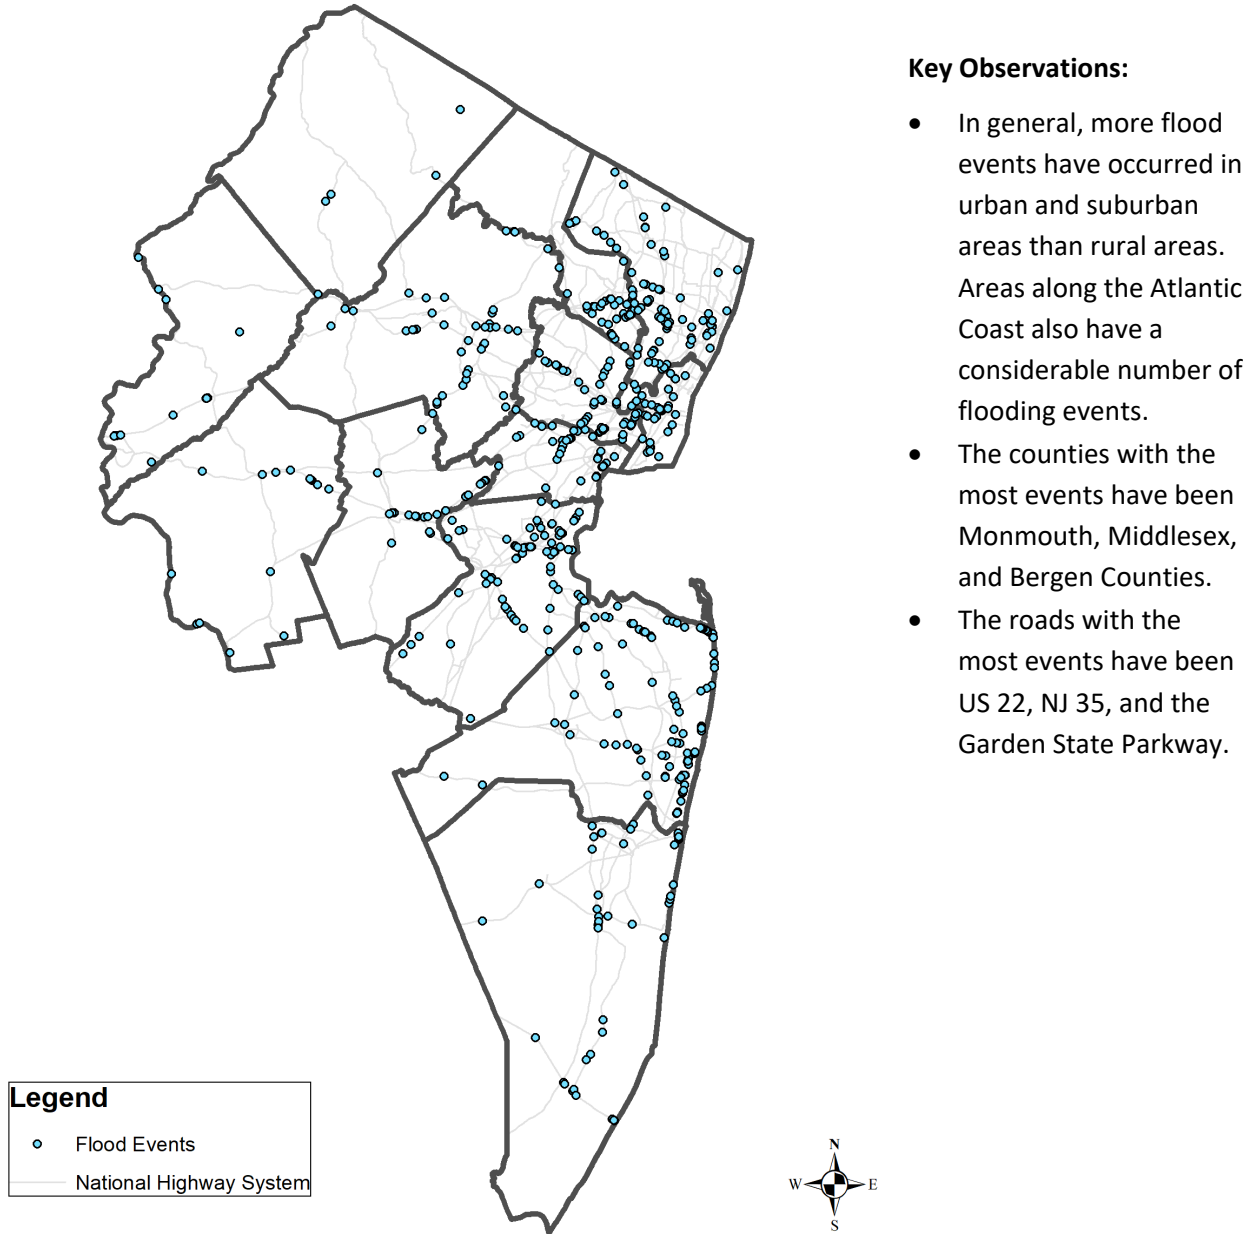 Key Observations:
• In general, more flood
events have occurred in
urban and suburban
areas than rural areas.
Areas along the Atlantic
Coast also have a
considerable number of
flooding events.
• The counties with the
most events have been
Monmouth, Middlesex,
and Bergen Counties.
• The roads with the
most events have been
US 22, NJ 35, and the
Garden State Parkway.
Legend
Flood Events
National Highway System
N
W E
S